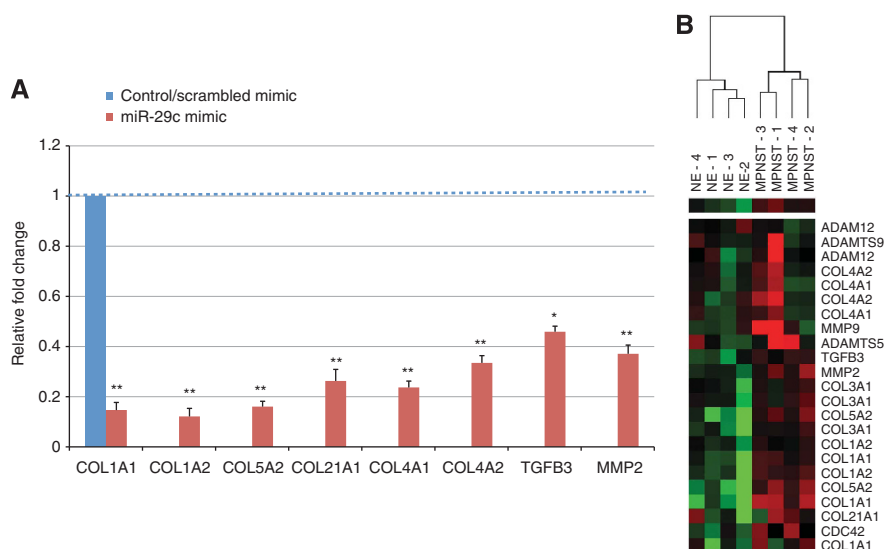 A
Control/scrambled mimic
miR-29c mimic
Relative fold change
1.2
1
0.8
0.6
0.4
0.2
0
** ** ** ** ** ** * **
COL1A1 COL1A2 COL5A2 COL21A1 COL4A1 COL4A2 TGFB3 MMP2
B
NE - 4
NE - 1
NE - 3
NE-2
MPNST - 3
MPNST - 1
MPNST - 4
MPNST - 2
ADAM12
ADAMTS9
ADAM12
COL4A2
COL4A1
COL4A2
COL4A1
MMP9
ADAMTS5
TGFB3
MMP2
COL3A1
COL3A1
COL5A2
COL3A1
COL1A2
COL1A1
COL1A2
COL5A2
COL1A1
COL21A1
CDC42
COL1A1